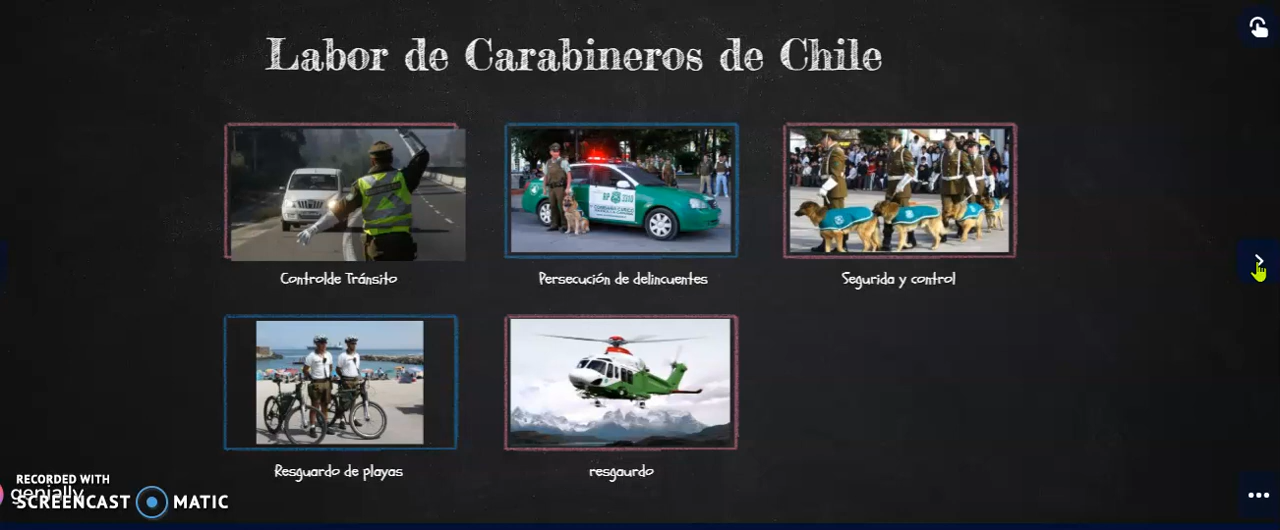 Labor de Carabineros de Chile
Controlde Tránsito
Persecución de delincuentes
Segurida y control
Resguardo de playas
resgaurdo
RECORDED WITH
genially
SCREENCAST MATIC